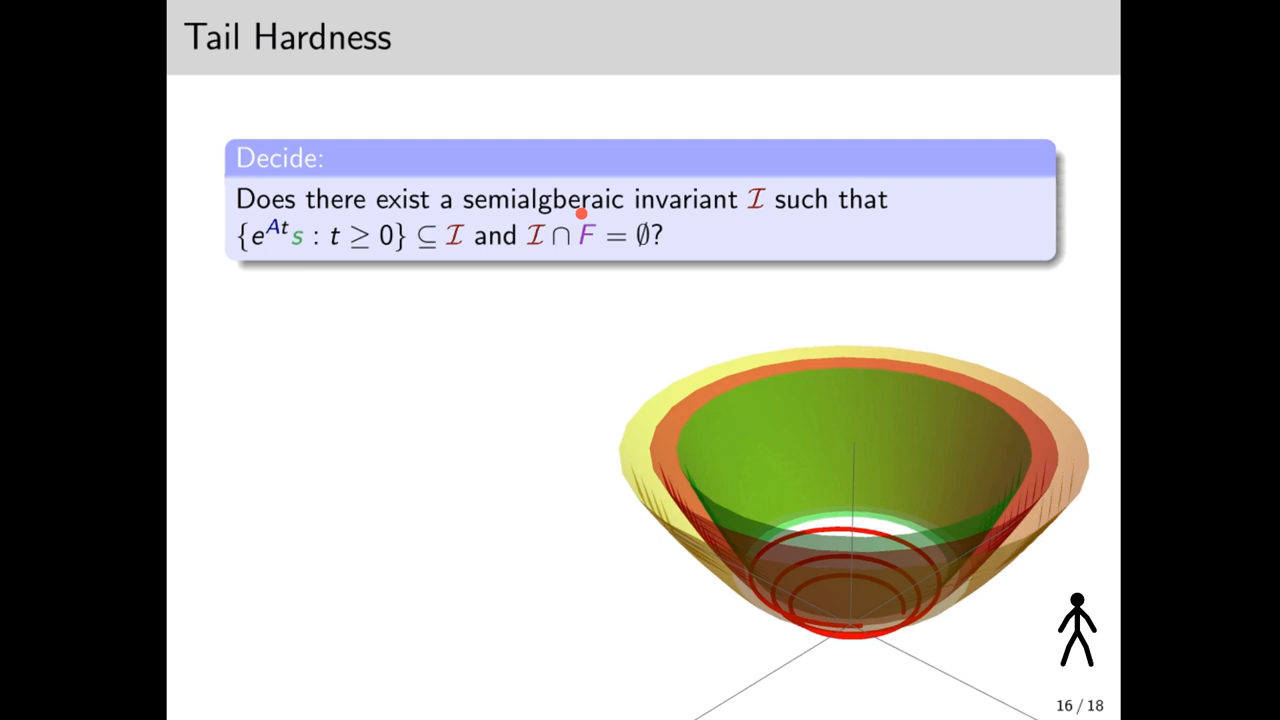 Tail Hardness
Decide:
Does there exist a semialgberaic invariant ℐ such that
{e^{At}s : t ≥ 0} ⊆ ℐ and ℐ ∩ F = ∅?
16 / 18